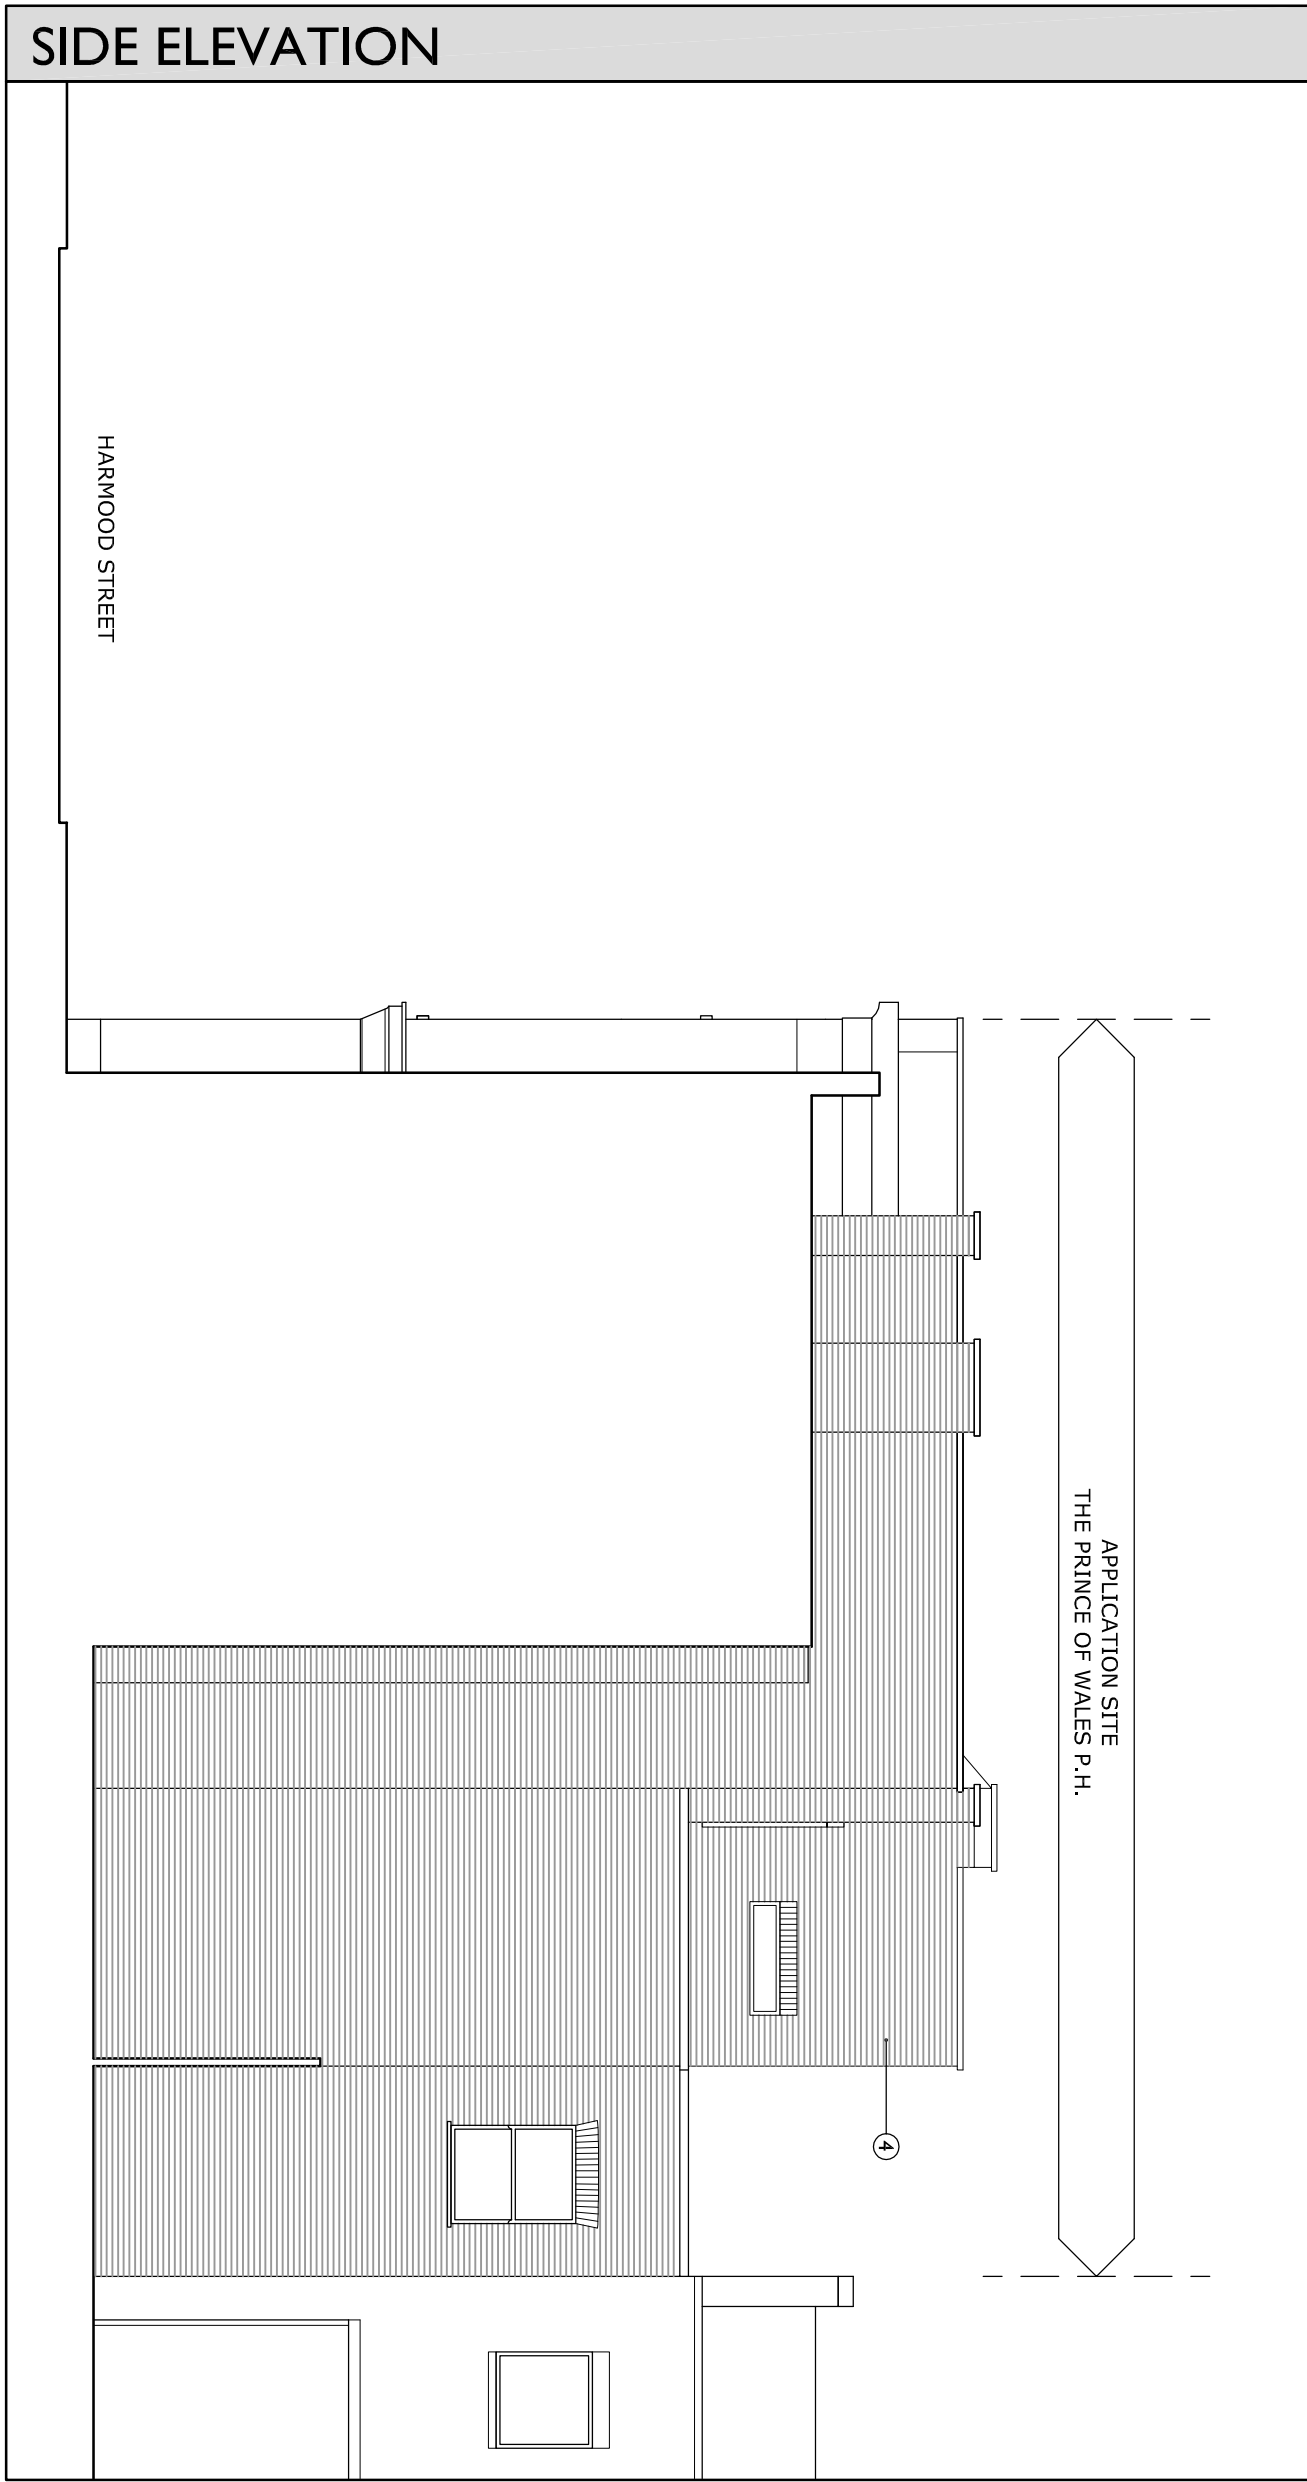 SIDE ELEVATION
HARMOOD STREET
APPLICATION SITE
THE PRINCE OF WALES P.H.
4